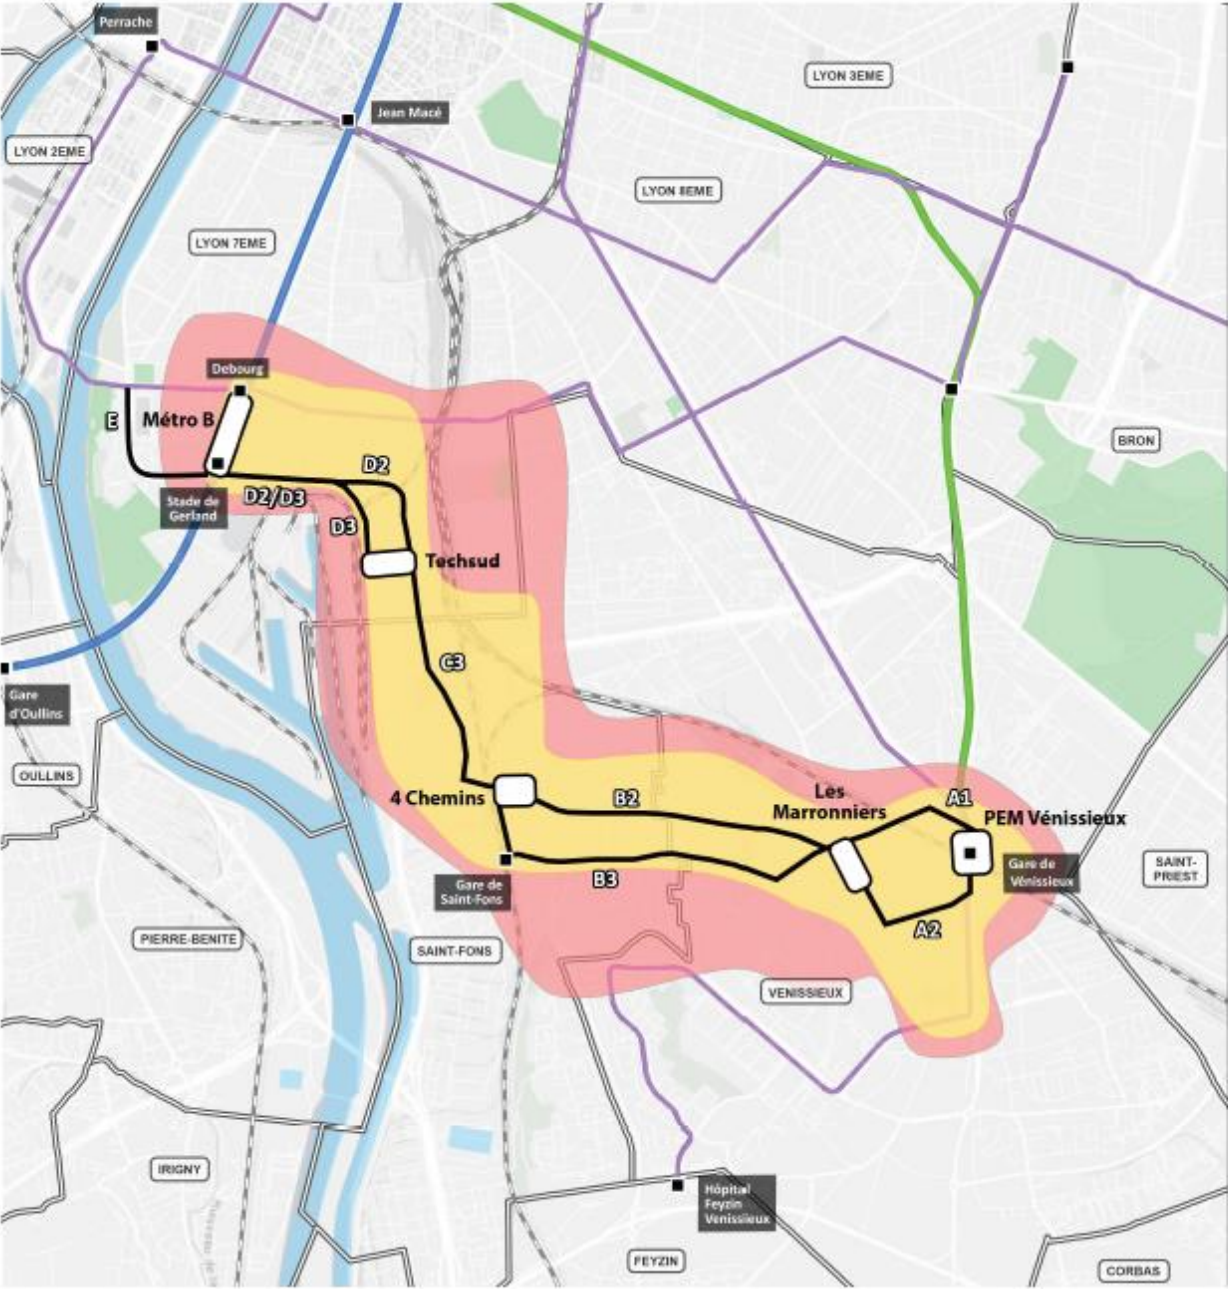 Perrache
Jean Macé
LYON 3EME
LYON 2EME
LYON 8EME
LYON 7EME
Debourg
E
Métro B
D2
BRON
D2/D3
Stade de
Gerland
D3
Techsud
C3
Gare
d'Oullins
OULLINS
4 Chemins
B2
Les
Marronniers
A1
PEM Vénissieux
Gare de
Vénissieux
SAINT-
PRIEST
Gare de
Saint-Fons
B3
A2
PIERRE-BENITE
SAINT-FONS
VENISSIEUX
IRIGNY
Hôpital
Feyzin
Venissieux
FEYZIN
CORBAS